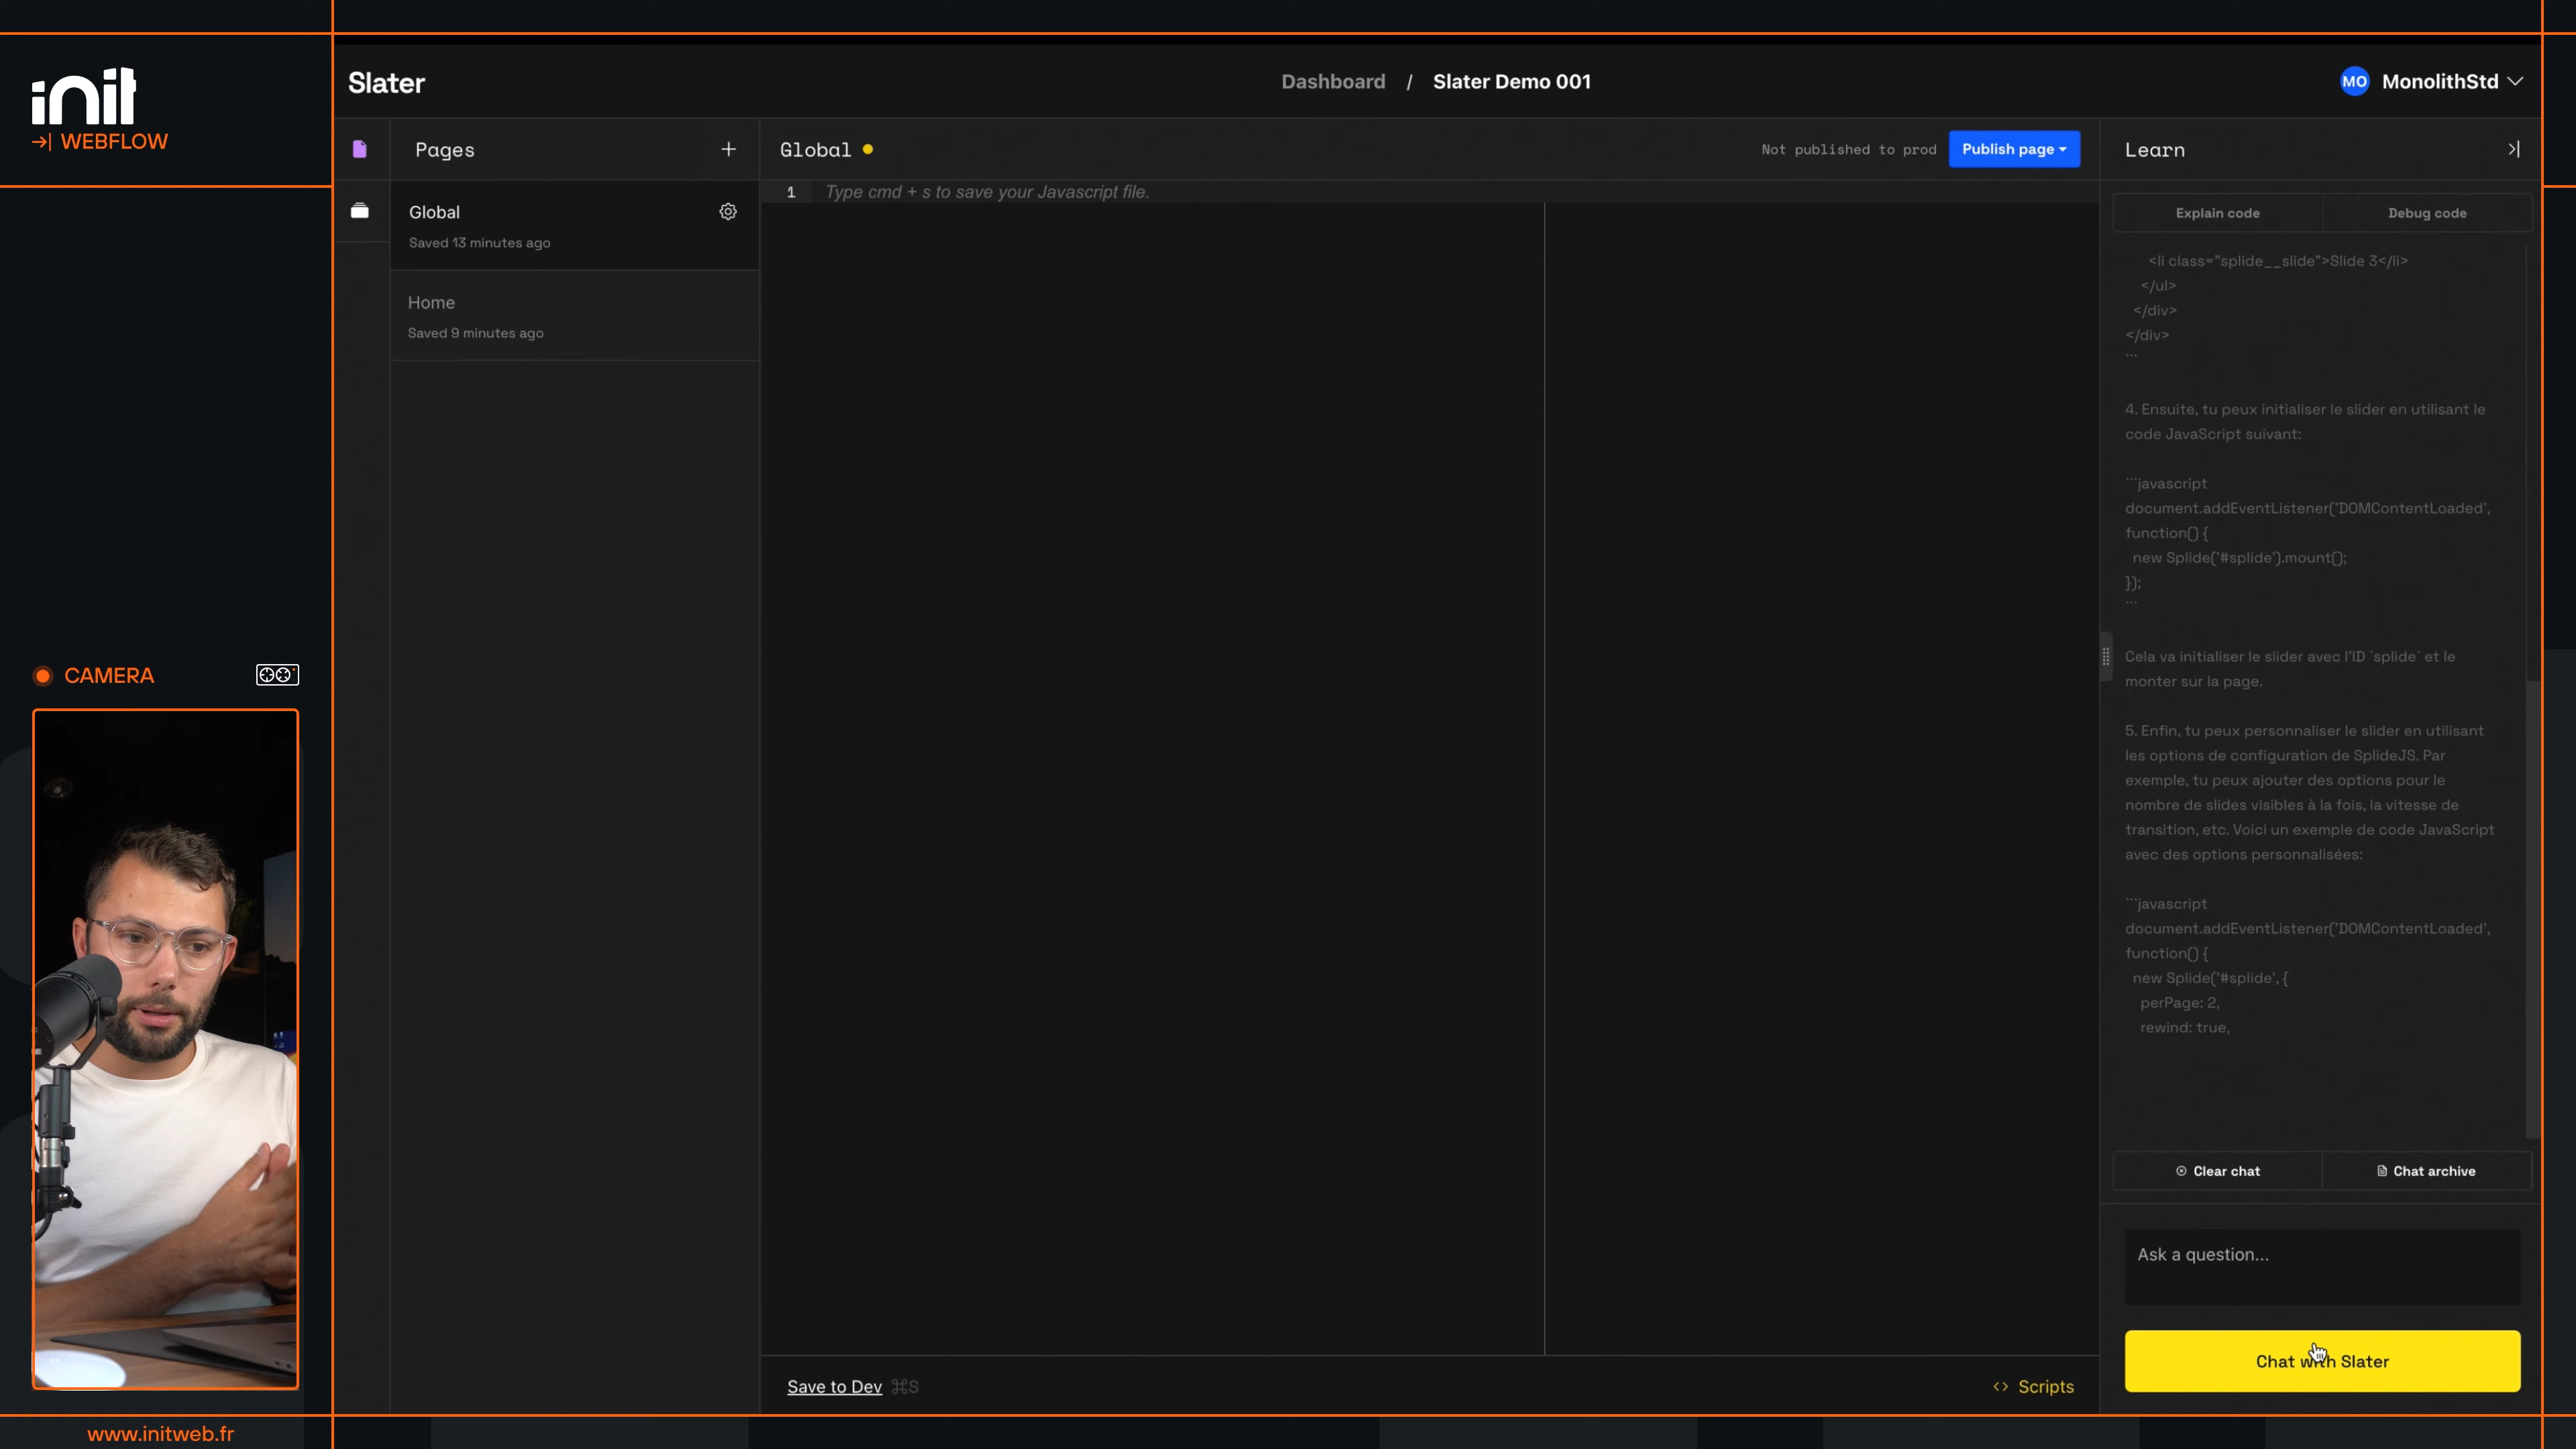 init
WEBFLOW
Slater
Dashboard / Slater Demo 001
MO MonolithStd
Pages
Global
Not published to prod
Publish page
Learn
Global
Saved 13 minutes ago
Home
Saved 9 minutes ago
1 Type cmd + s to save your Javascript file.
Explain code
Debug code
<li class="splide__slide">Slide 3</li>
</ul>
</div>
</div>
```
4. Ensuite, tu peux initialiser le slider en utilisant le
code JavaScript suivant:
```javascript
document.addEventListener('DOMContentLoaded',
function() {
new Splide('#splide').mount();
});
```
Cela va initialiser le slider avec l'ID `splide` et le
monter sur la page.
5. Enfin, tu peux personnaliser le slider en utilisant
les options de configuration de SplideJS. Par
exemple, tu peux ajouter des options pour le
nombre de slides visibles à la fois, la vitesse de
transition, etc. Voici un exemple de code JavaScript
avec des options personnalisées:
```javascript
document.addEventListener('DOMContentLoaded',
function() {
new Splide('#splide', {
perPage: 2,
rewind: true,
Clear chat
Chat archive
Ask a question...
Chat with Slater
Save to Dev ⌘S
<> Scripts
CAMERA
www.initweb.fr